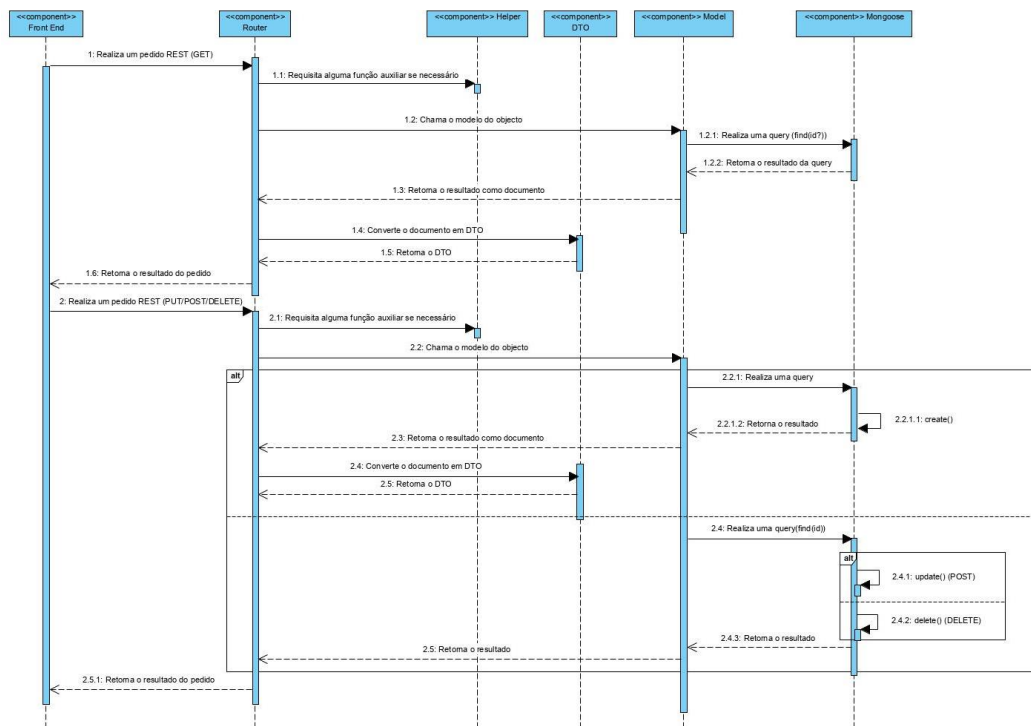 <<component>>
Front End
<<component>>
Router
<<component>> Helper
<<component>>
DTO
<<component>> Model
<<component>> Mongoose
1: Realiza um pedido REST (GET)
1.1: Requisita alguma função auxiliar se necessário
1.2: Chama o modelo do objecto
1.2.1: Realiza uma query (find(id?))
1.2.2: Retorna o resultado da query
1.3: Retorna o resultado como documento
1.4: Converte o documento em DTO
1.5: Retorna o DTO
1.6: Retorna o resultado do pedido
2: Realiza um pedido REST (PUT/POST/DELETE)
2.1: Requisita alguma função auxiliar se necessário
2.2: Chama o modelo do objecto
alt
2.2.1: Realiza uma query
2.2.1.1: create()
2.2.1.2: Retorna o resultado
2.3: Retorna o resultado como documento
2.4: Converte o documento em DTO
2.5: Retorna o DTO
2.4: Realiza uma query(find(id))
alt
2.4.1: update() (POST)
2.4.2: delete() (DELETE)
2.4.3: Retorna o resultado
2.5: Retorna o resultado
2.5.1: Retorna o resultado do pedido